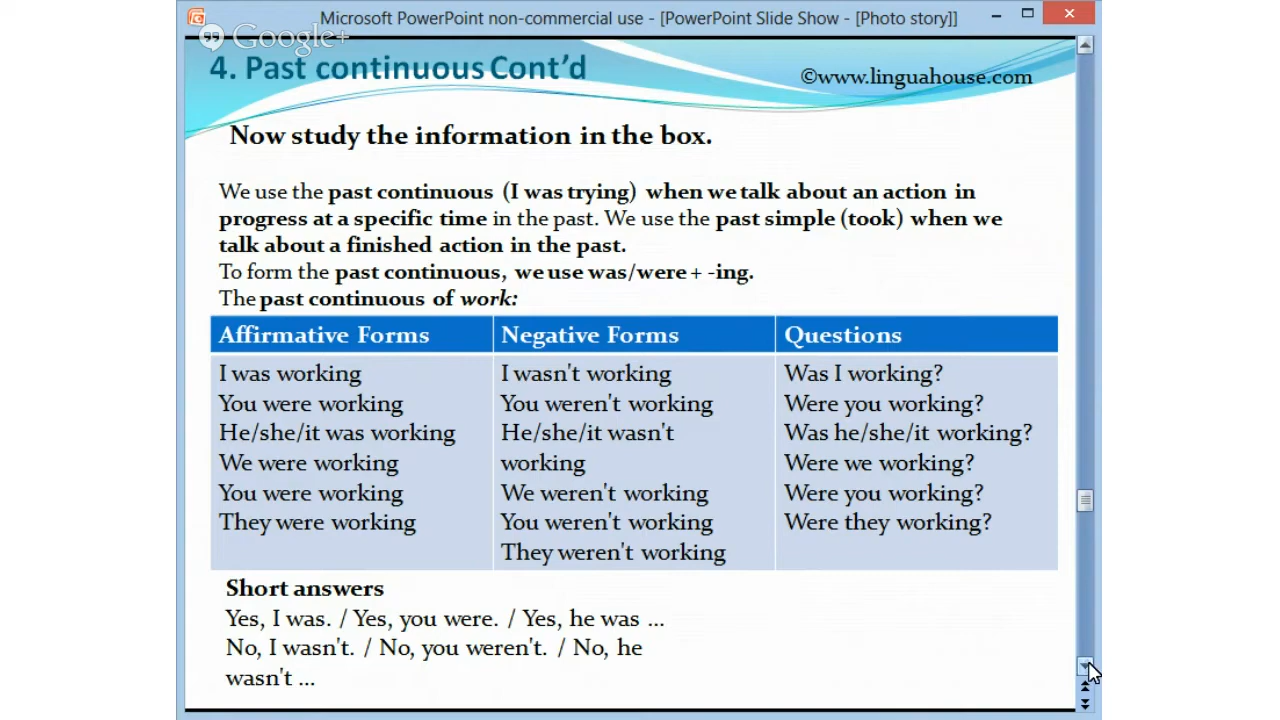 Microsoft PowerPoint non-commercial use - [PowerPoint Slide Show - [Photo story]]
Google+
4. Past continuous Cont'd
©www.linguahouse.com
Now study the information in the box.
We use the past continuous (I was trying) when we talk about an action in
progress at a specific time in the past. We use the past simple (took) when we
talk about a finished action in the past.
To form the past continuous, we use was/were + -ing.
The past continuous of work:
Affirmative Forms
I was working
You were working
He/she/it was working
We were working
You were working
They were working
Negative Forms
I wasn't working
You weren't working
He/she/it wasn't
working
We weren't working
You weren't working
They weren't working
Questions
Was I working?
Were you working?
Was he/she/it working?
Were we working?
Were you working?
Were they working?
Short answers
Yes, I was. / Yes, you were. / Yes, he was ...
No, I wasn't. / No, you weren't. / No, he
wasn't ...